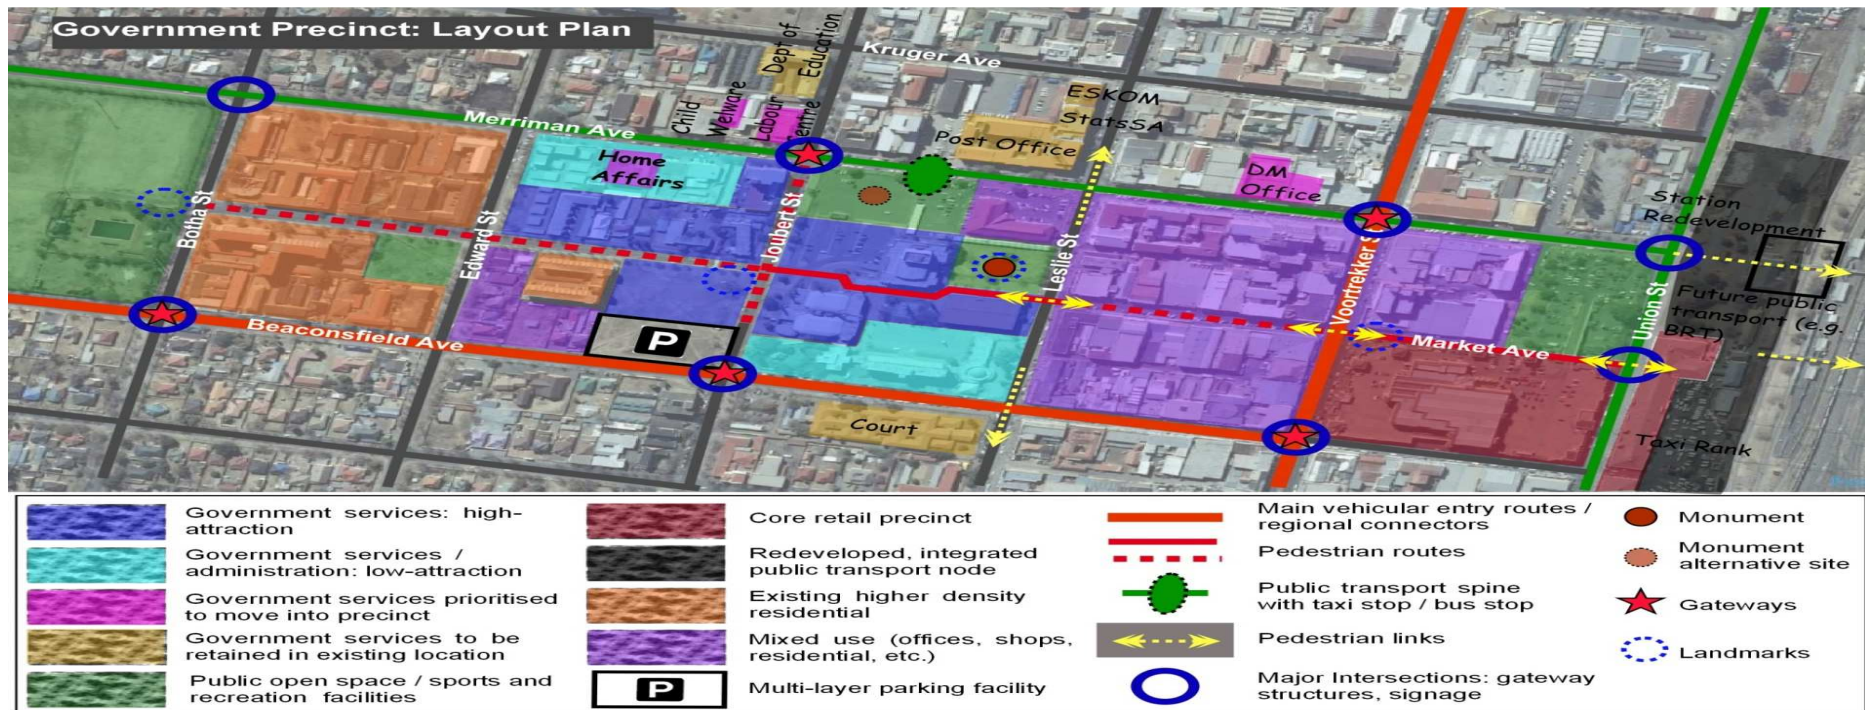 Government Precinct: Layout Plan
Kruger Ave
Dept of
Education
Child
Welware
Labour
Centre
Merriman Ave
ESKOM
StatsSA
Post Office
Home
Affairs
DM
Office
Station
Redevelopment
Botha St
Edward St
Joubert St
Leslie St
Voortrekker S
Union St
Future public
transport (e.g.
BRT)
Beaconsfield Ave
P
Market Ave
Court
Taxi Rank
Government services: high-
attraction
Government services /
administration: low-attraction
Government services prioritised
to move into precinct
Government services to be
retained in existing location
Public open space / sports and
recreation facilities
Core retail precinct
Redeveloped, integrated
public transport node
Existing higher density
residential
Mixed use (offices, shops,
residential, etc.)
P
Multi-layer parking facility
Main vehicular entry routes /
regional connectors
Pedestrian routes
Public transport spine
with taxi stop / bus stop
Pedestrian links
Major Intersections: gateway
structures, signage
Monument
Monument
alternative site
Gateways
Landmarks